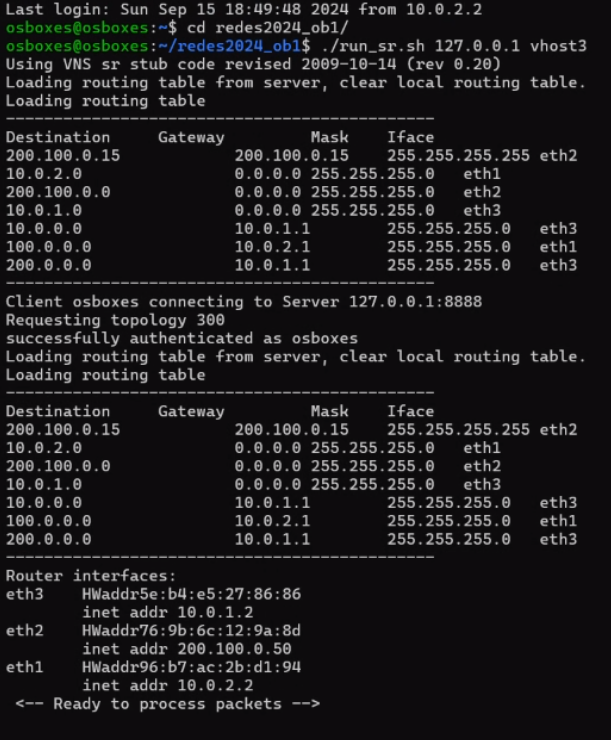 Last login: Sun Sep 15 18:49:48 2024 from 10.0.2.2
osboxes@osboxes:~$ cd redes2024_ob1/
osboxes@osboxes:~/redes2024_ob1$ ./run_sr.sh 127.0.0.1 vhost3
Using VNS sr stub code revised 2009-10-14 (rev 0.20)
Loading routing table from server, clear local routing table.
Loading routing table
---------------------------------------------
Destination     Gateway         Mask    Iface
200.100.0.15            200.100.0.15    255.255.255.255 eth2
10.0.2.0                0.0.0.0 255.255.255.0   eth1
200.100.0.0             0.0.0.0 255.255.255.0   eth2
10.0.1.0                0.0.0.0 255.255.255.0   eth3
10.0.0.0                10.0.1.1        255.255.255.0   eth3
100.0.0.0               10.0.2.1        255.255.255.0   eth1
200.0.0.0               10.0.1.1        255.255.255.0   eth3
---------------------------------------------
Client osboxes connecting to Server 127.0.0.1:8888
Requesting topology 300
successfully authenticated as osboxes
Loading routing table from server, clear local routing table.
Loading routing table
---------------------------------------------
Destination     Gateway         Mask    Iface
200.100.0.15            200.100.0.15    255.255.255.255 eth2
10.0.2.0                0.0.0.0 255.255.255.0   eth1
200.100.0.0             0.0.0.0 255.255.255.0   eth2
10.0.1.0                0.0.0.0 255.255.255.0   eth3
10.0.0.0                10.0.1.1        255.255.255.0   eth3
100.0.0.0               10.0.2.1        255.255.255.0   eth1
200.0.0.0               10.0.1.1        255.255.255.0   eth3
---------------------------------------------
Router interfaces:
eth3    HWaddr5e:b4:e5:27:86:86
        inet addr 10.0.1.2
eth2    HWaddr76:9b:6c:12:9a:8d
        inet addr 200.100.0.50
eth1    HWaddr96:b7:ac:2b:d1:94
        inet addr 10.0.2.2
 <-- Ready to process packets -->